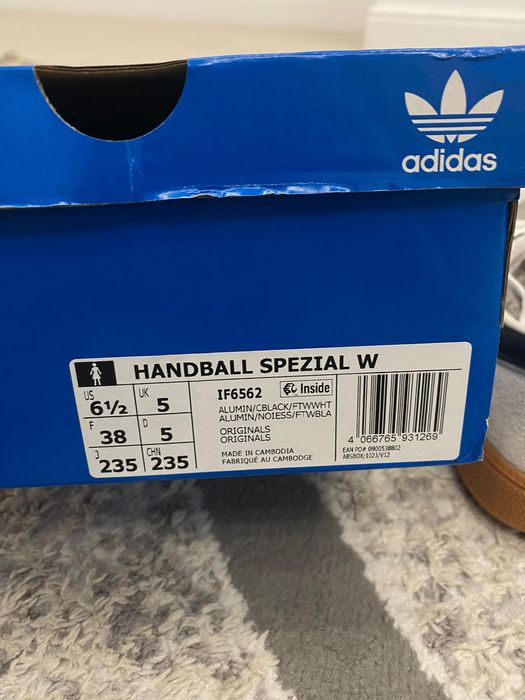 adidas
HANDBALL SPEZIAL W
US 6½ UK 5
F 38 D 5
J 235 CHN 235
IF6562 Inside
ALUMIN/CBLACK/FTWWHT
ALUMIN/NOIESS/FTWBLA
ORIGINALS
ORIGINALS
MADE IN CAMBODIA
FABRIQUÉ AU CAMBODGE
4 066765 931269
EAN PO# 0900538802
ABSBOX/1023/V12